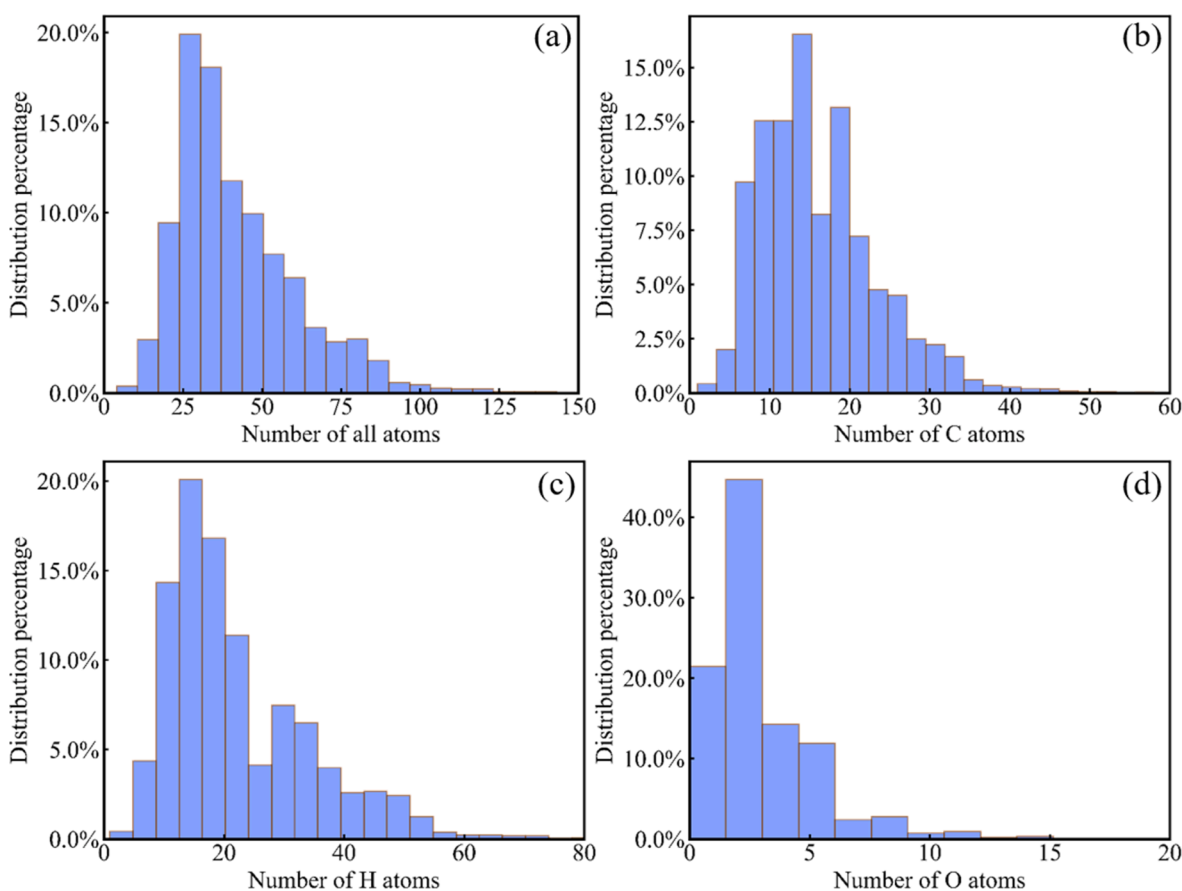 (a)
Distribution percentage
20.0%
15.0%
10.0%
5.0%
0.0%
0 25 50 75 100 125 150
Number of all atoms
(b)
Distribution percentage
15.0%
12.5%
10.0%
7.5%
5.0%
2.5%
0.0%
0 10 20 30 40 50 60
Number of C atoms
(c)
Distribution percentage
20.0%
15.0%
10.0%
5.0%
0.0%
0 20 40 60 80
Number of H atoms
(d)
Distribution percentage
40.0%
30.0%
20.0%
10.0%
0.0%
0 5 10 15 20
Number of O atoms